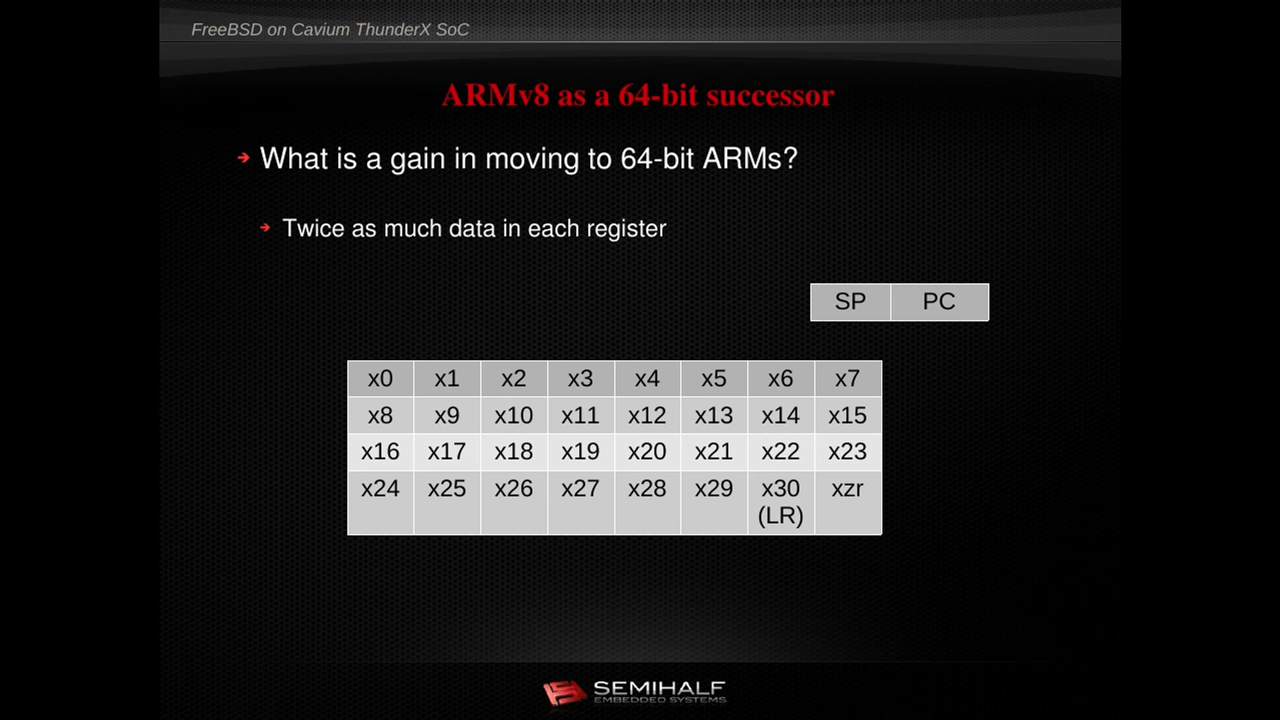 FreeBSD on Cavium ThunderX SoC
ARMv8 as a 64-bit successor
What is a gain in moving to 64-bit ARMs?
Twice as much data in each register
SP PC
x0 x1 x2 x3 x4 x5 x6 x7
x8 x9 x10 x11 x12 x13 x14 x15
x16 x17 x18 x19 x20 x21 x22 x23
x24 x25 x26 x27 x28 x29 x30 xzr
(LR)
SEMIHALF
EMBEDDED SYSTEMS